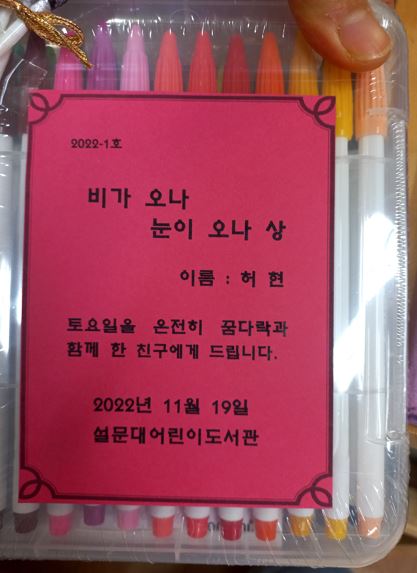 2022-1호
비가 오나
눈이 오나 상
이름 : 허 현
토요일을 온전히 꿈다락과
함께 한 친구에게 드립니다.
2022년 11월 19일
설문대어린이도서관